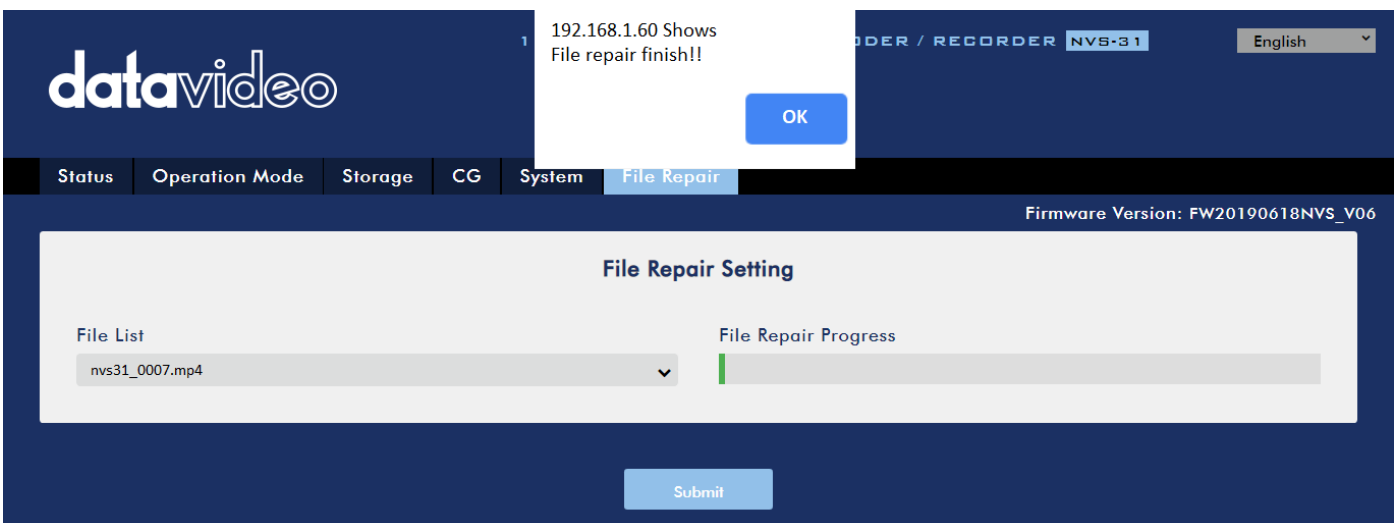 192.168.1.60 Shows
File repair finish!!
OK
datavideo
1
DER / RECORDER NVS-31
English
Status Operation Mode Storage CG System File Repair
Firmware Version: FW20190618NVS_V06
File Repair Setting
File List File Repair Progress
nvs31_0007.mp4
Submit